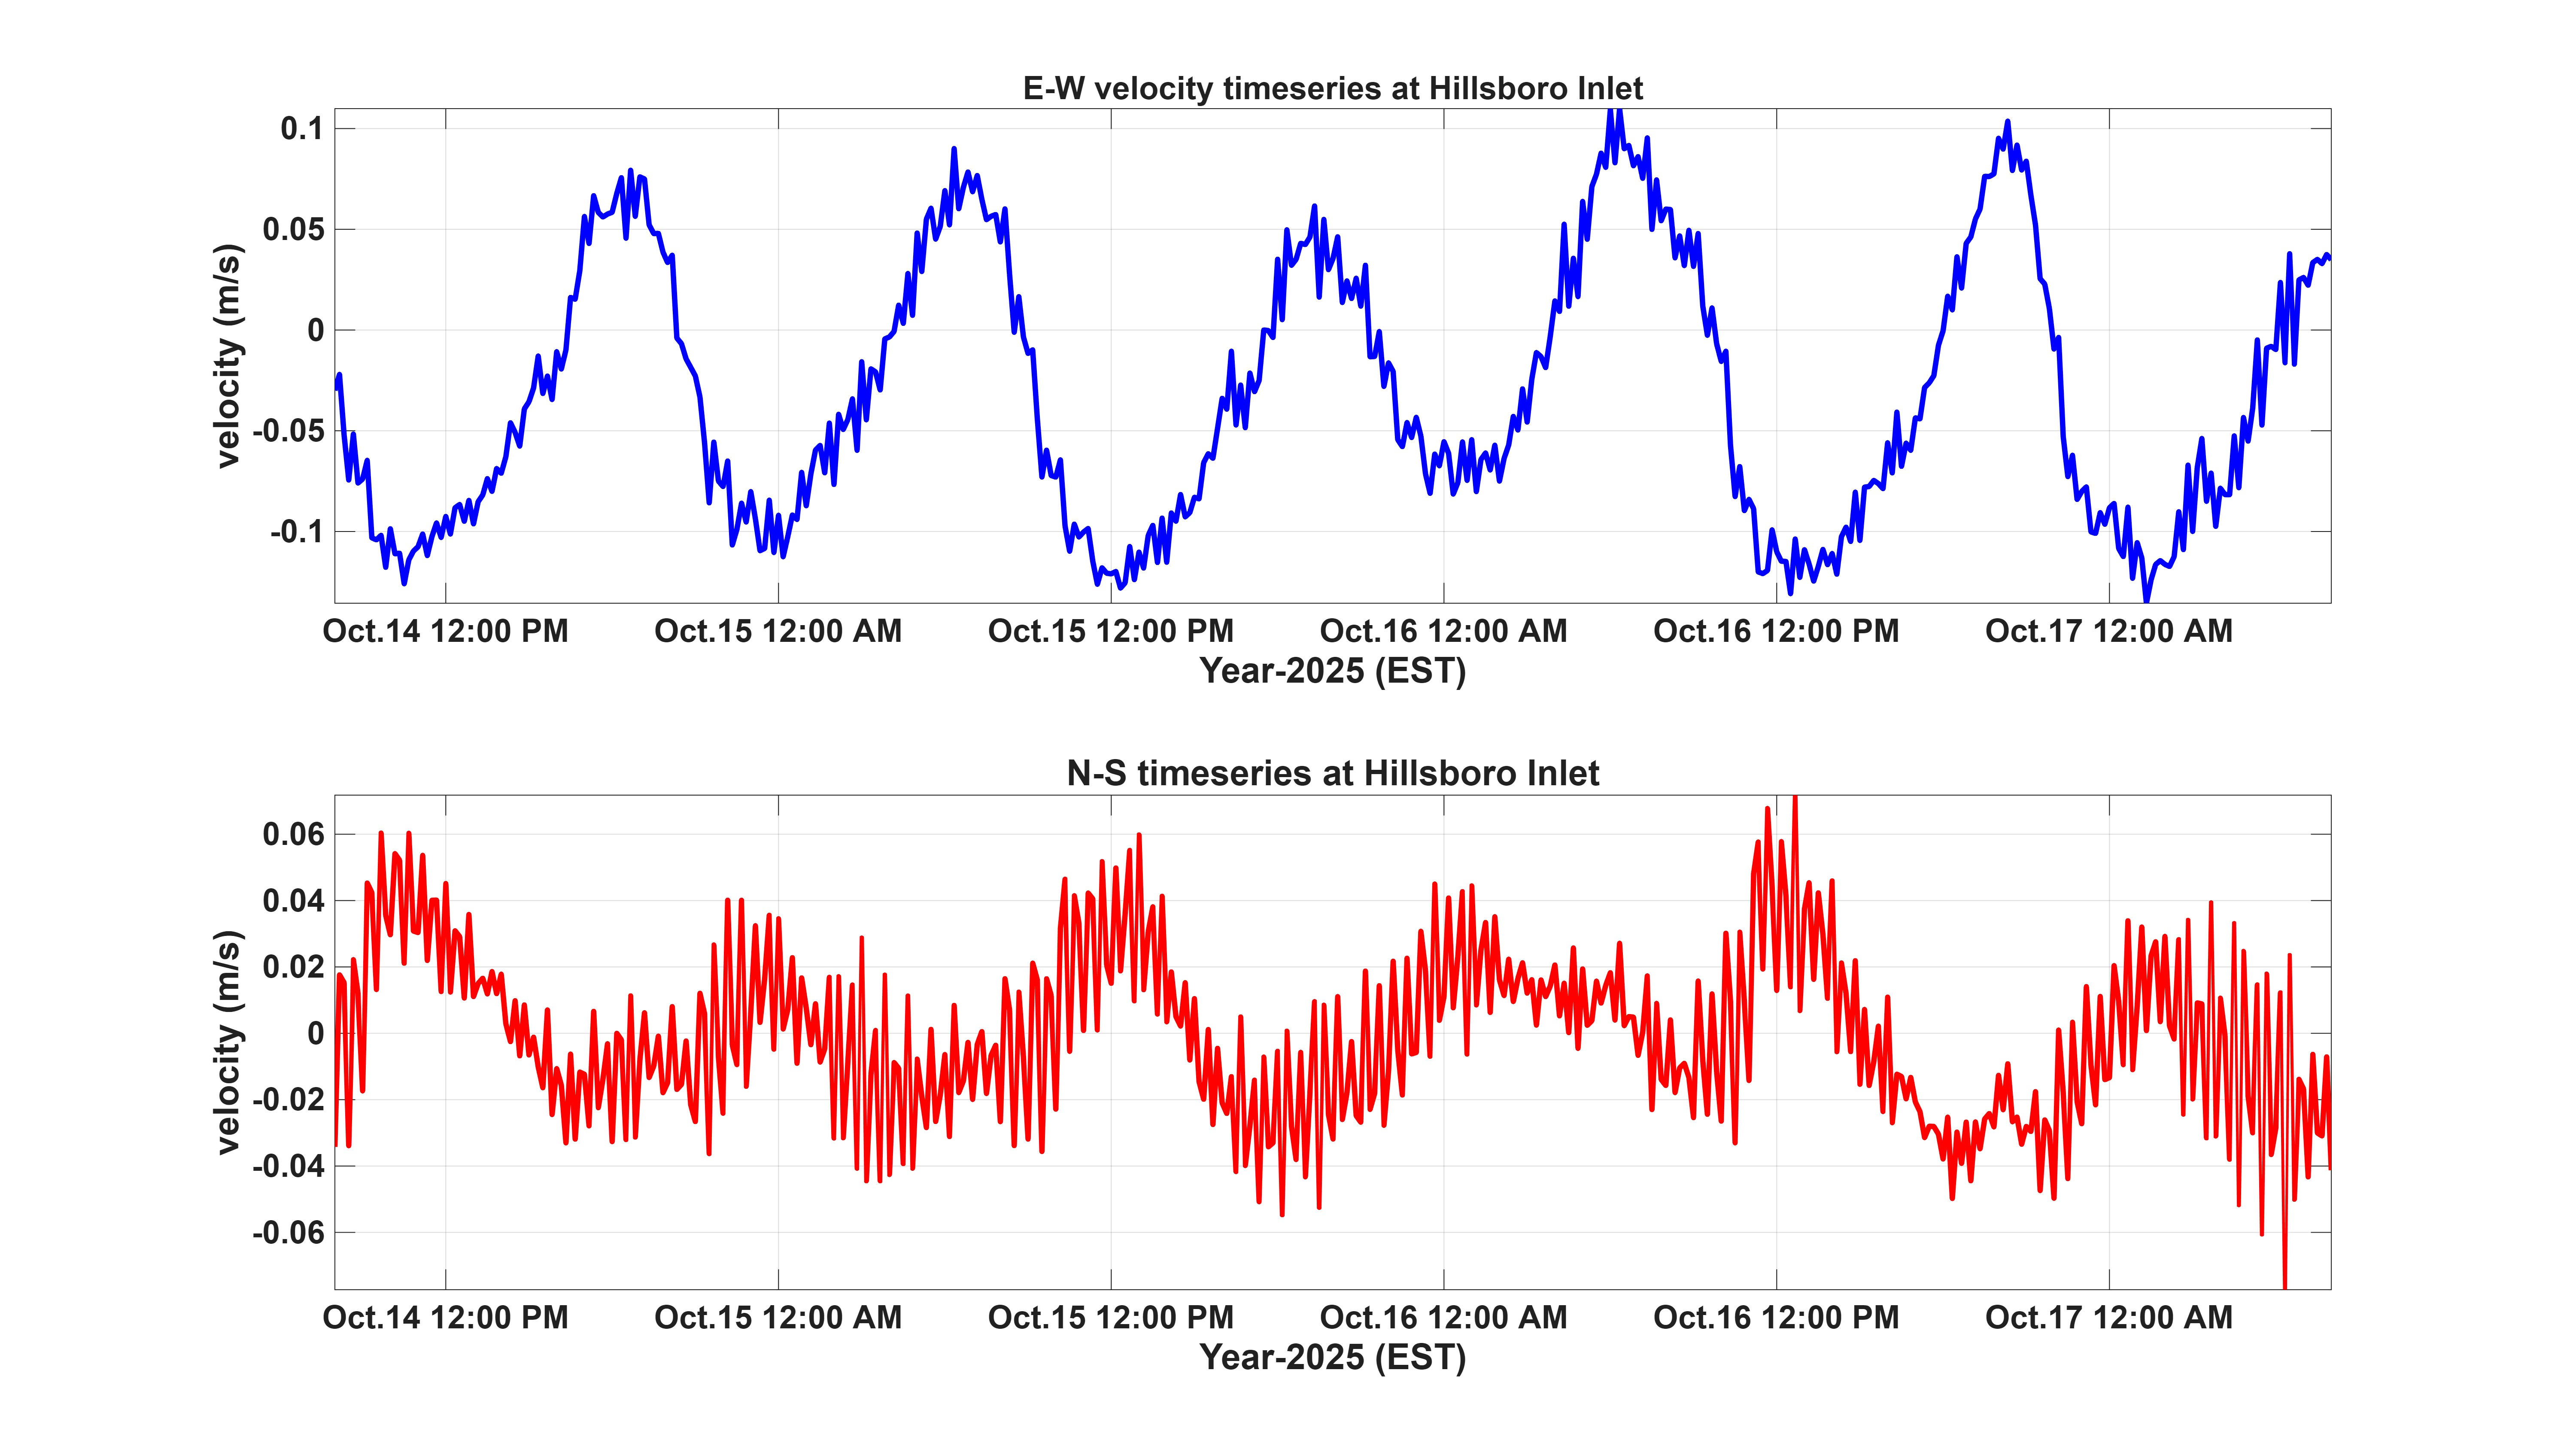 E-W velocity timeseries at Hillsboro Inlet
velocity (m/s)
0.1
0.05
0
-0.05
-0.1
Oct.14 12:00 PM Oct.15 12:00 AM Oct.15 12:00 PM Oct.16 12:00 AM Oct.16 12:00 PM Oct.17 12:00 AM
Year-2025 (EST)
N-S timeseries at Hillsboro Inlet
velocity (m/s)
0.06
0.04
0.02
0
-0.02
-0.04
-0.06
Oct.14 12:00 PM Oct.15 12:00 AM Oct.15 12:00 PM Oct.16 12:00 AM Oct.16 12:00 PM Oct.17 12:00 AM
Year-2025 (EST)